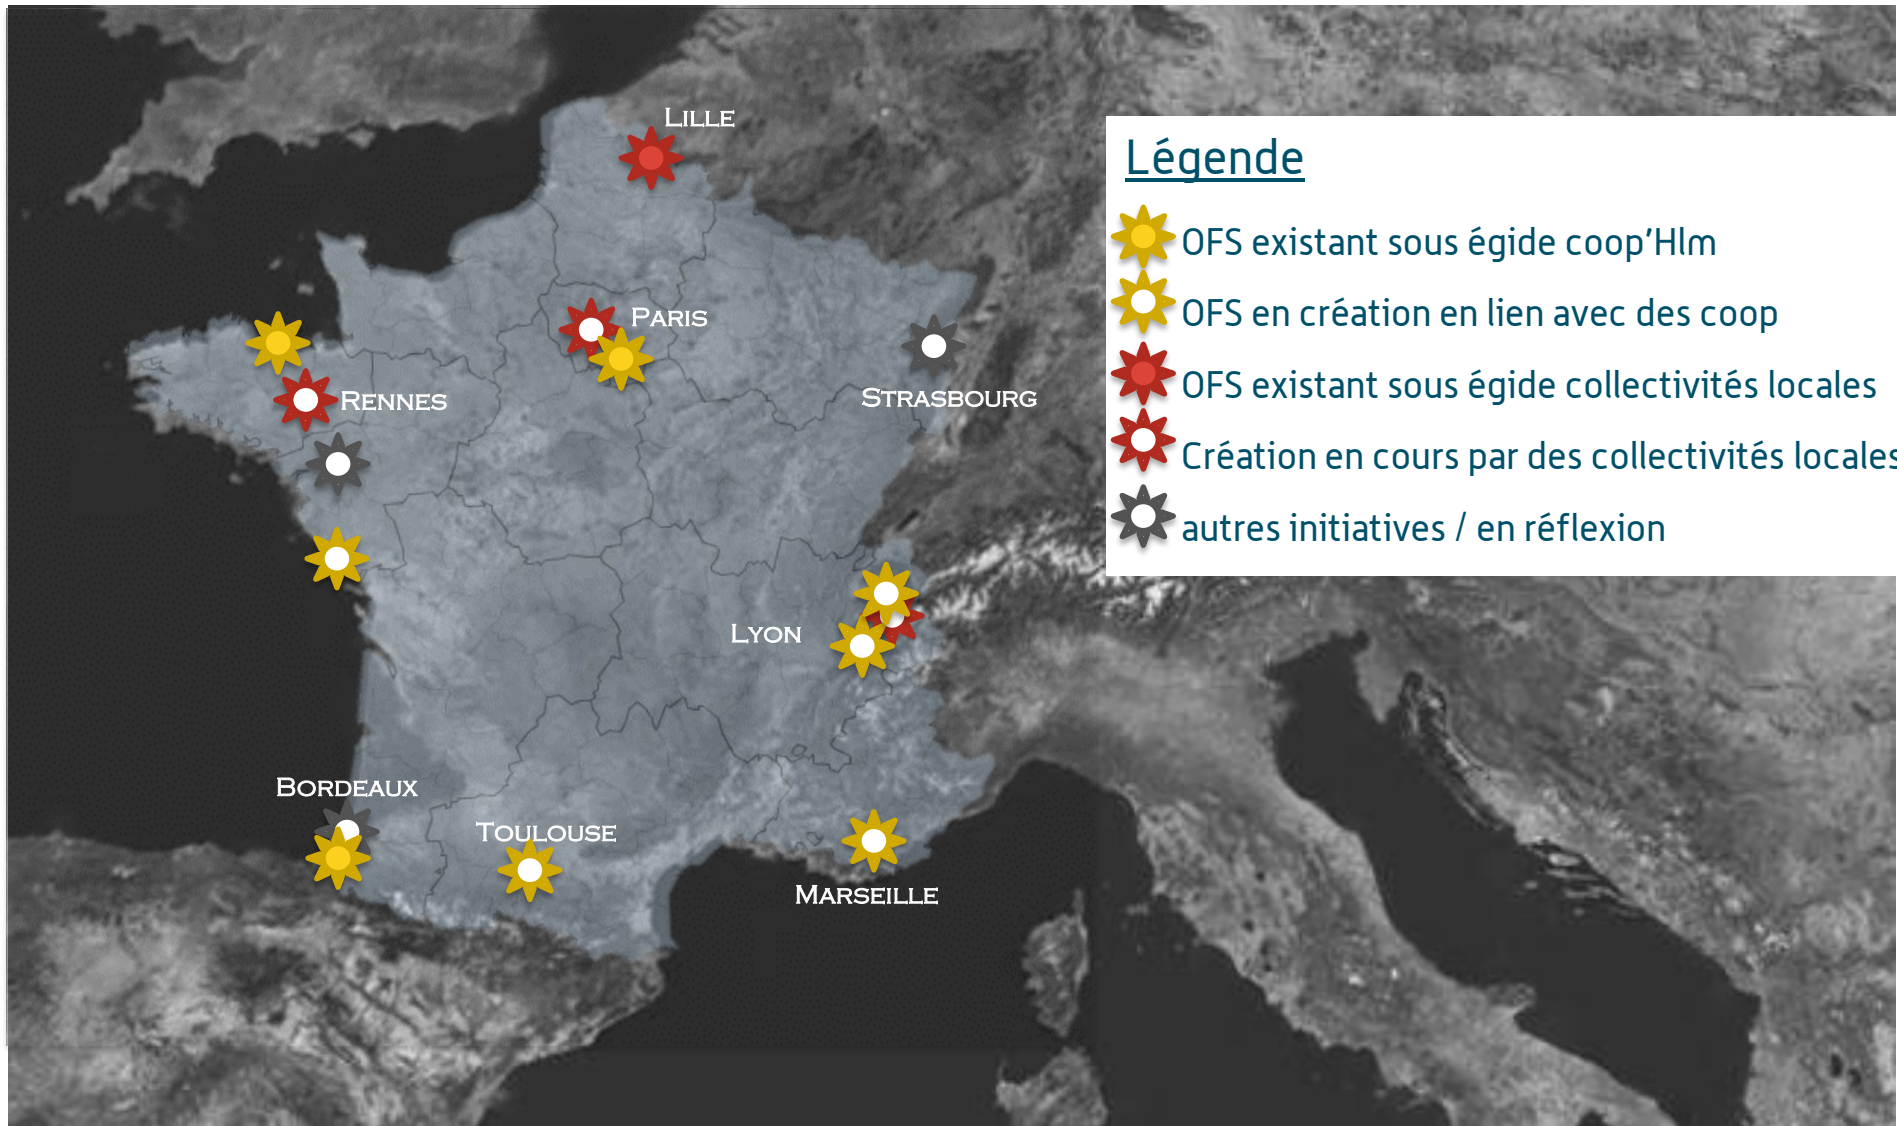 LILLE
PARIS
RENNES
STRASBOURG
LYON
BORDEAUX
TOULOUSE
MARSEILLE
Légende
OFS existant sous égide coop’Hlm
OFS en création en lien avec des coop
OFS existant sous égide collectivités locales
Création en cours par des collectivités locales
autres initiatives / en réflexion